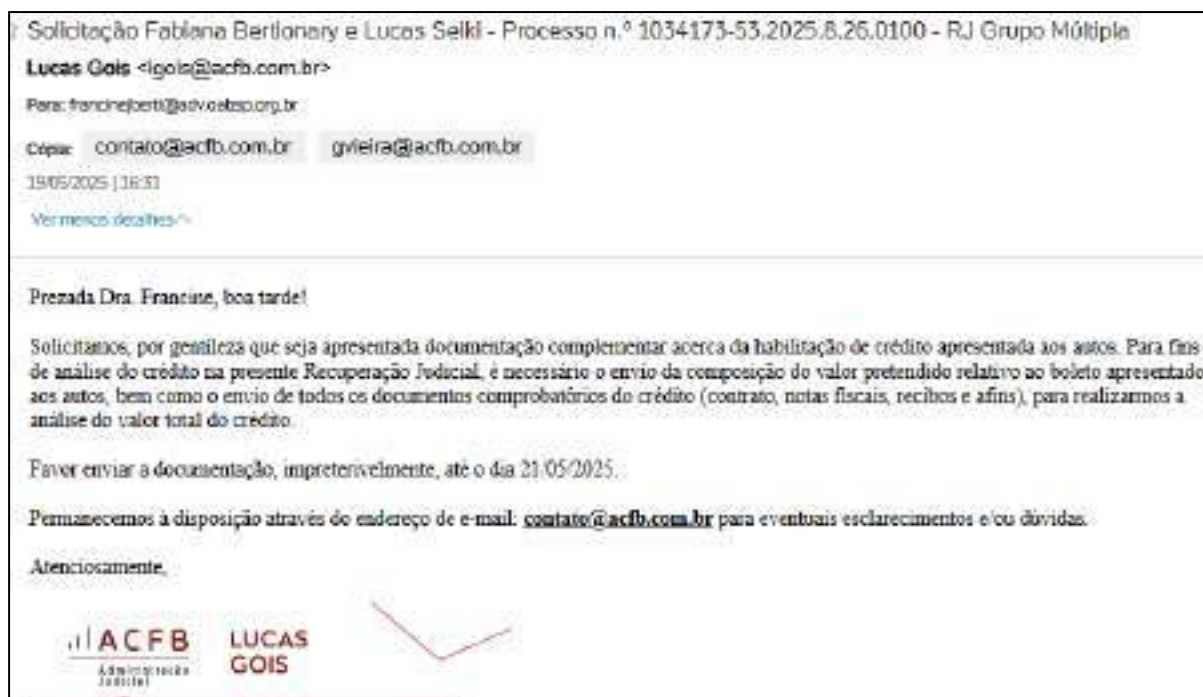 Solicitação Fabiana Bertionary e Lucas Seiki - Processo n.º 1034173-53.2025.8.26.0100 - RJ Grupo Múltipla
Lucas Gois <lgois@acfb.com.br>
Para: francinejberti@adv.oabsp.org.br
Cópia: contato@acfb.com.br gvieira@acfb.com.br
19/05/2025 | 16:31
Ver menos detalhes
Prezada Dra. Francine, boa tarde!
Solicitamos, por gentileza que seja apresentada documentação complementar acerca da habilitação de crédito apresentada aos autos. Para fins
de análise do crédito na presente Recuperação Judicial, é necessário o envio da composição do valor pretendido relativo ao boleto apresentado
aos autos, bem como o envio de todos os documentos comprobatórios do crédito (contrato, notas fiscais, recibos e afins), para realizarmos a
análise do valor total do crédito.
Favor enviar a documentação, impreterivelmente, até o dia 21/05/2025.
Permanecemos à disposição através do endereço de e-mail: contato@acfb.com.br para eventuais esclarecimentos e/ou dúvidas.
Atenciosamente,
ACFB
Administração
Judicial
LUCAS
GOIS